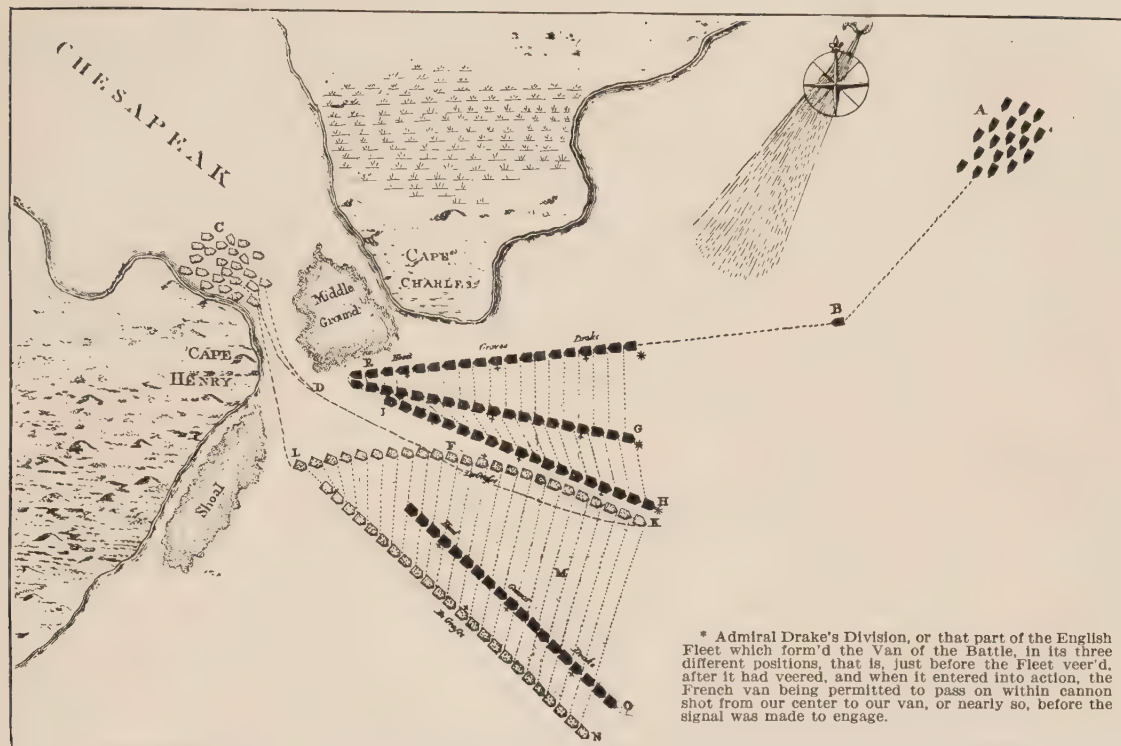 CHESAPEAK
A
C
CAPE
CHARLES
Middle
Ground
B
Graves
Drake
*
Hood
CAPE
HENRY
D
I
G
*
L
F
H
*
K
Shoal
Hood
M
Graves
Drake
O
N
* Admiral Drake's Division, or that part of the English
Fleet which form'd the Van of the Battle, in its three
different positions, that is, just before the Fleet veer'd,
after it had veered, and when it entered into action, the
French van being permitted to pass on within cannon
shot from our center to our van, or nearly so, before the
signal was made to engage.